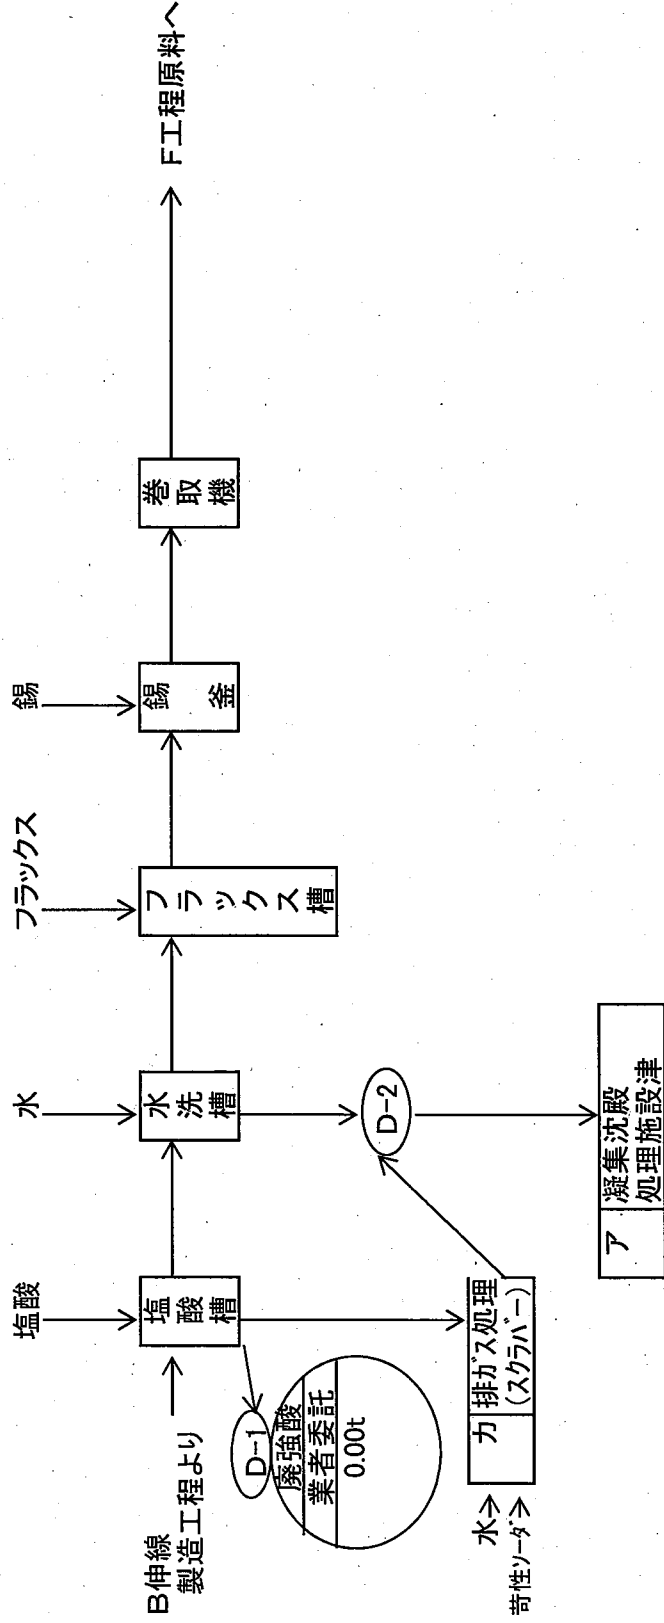 塩酸
水
フラックス
錫
B伸線
製造工程より
塩酸槽
水洗槽
フラックス槽
錫釜
巻取機
F工程原料へ
D-1
廃強酸
業者委託
0.00t
D-2
水
苛性ソーダ
カ
排ガス処理
(スクラバー)
ア
凝集沈殿
処理施設津